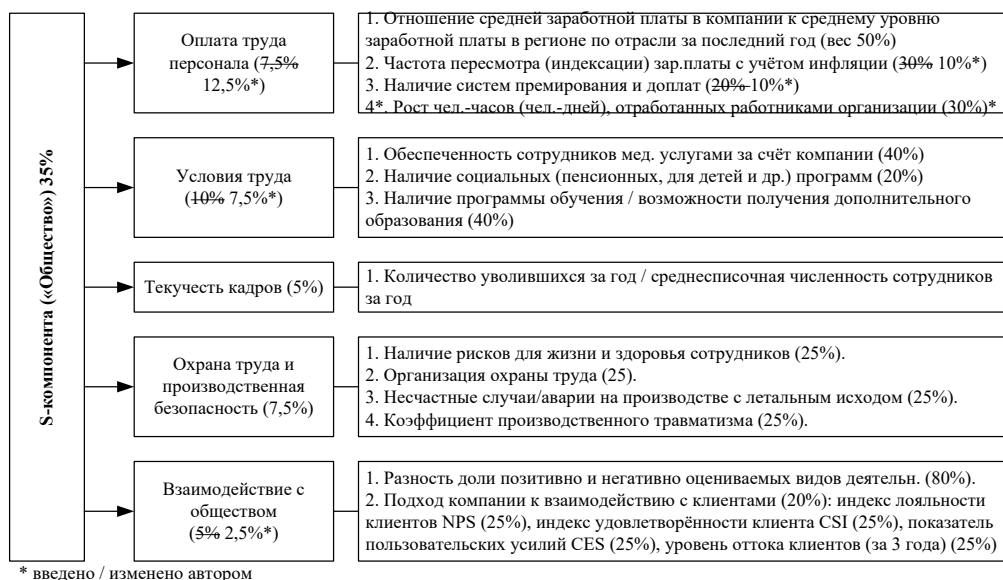 S-компонента («Общество») 35%
Оплата труда
персонала (7,5%
12,5%*)
1. Отношение средней заработной платы в компании к среднему уровню
заработной платы в регионе по отрасли за последний год (вес 50%)
2. Частота пересмотра (индексации) зар.платы с учётом инфляции (30% 10%*)
3. Наличие систем премирования и доплат (20% 10%*)
4*. Рост чел.-часов (чел.-дней), отработанных работниками организации (30%)*
Условия труда
(10% 7,5%*)
1. Обеспеченность сотрудников мед. услугами за счёт компании (40%)
2. Наличие социальных (пенсионных, для детей и др.) программ (20%)
3. Наличие программы обучения / возможности получения дополнительного
образования (40%)
Текучесть кадров (5%)
1. Количество уволившихся за год / среднесписочная численность сотрудников
за год
Охрана труда и
производственная
безопасность (7,5%)
1. Наличие рисков для жизни и здоровья сотрудников (25%).
2. Организация охраны труда (25).
3. Несчастные случаи/аварии на производстве с летальным исходом (25%).
4. Коэффициент производственного травматизма (25%).
Взаимодействие с
обществом
(5% 2,5%*)
1. Разность доли позитивно и негативно оцениваемых видов деятельн. (80%).
2. Подход компании к взаимодействию с клиентами (20%): индекс лояльности
клиентов NPS (25%), индекс удовлетворённости клиента CSI (25%), показатель
пользовательских усилий CES (25%), уровень оттока клиентов (за 3 года) (25%)
* введено / изменено автором